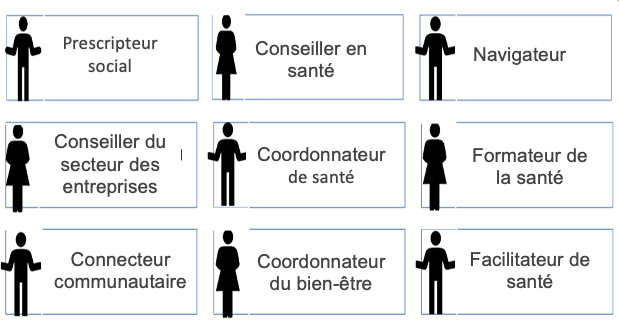 Prescripteur
social
Conseiller en
santé
Navigateur
Conseiller du
secteur des
entreprises
Coordonnateur
de santé
Formateur de
la santé
Connecteur
communautaire
Coordonnateur
du bien-être
Facilitateur de
santé